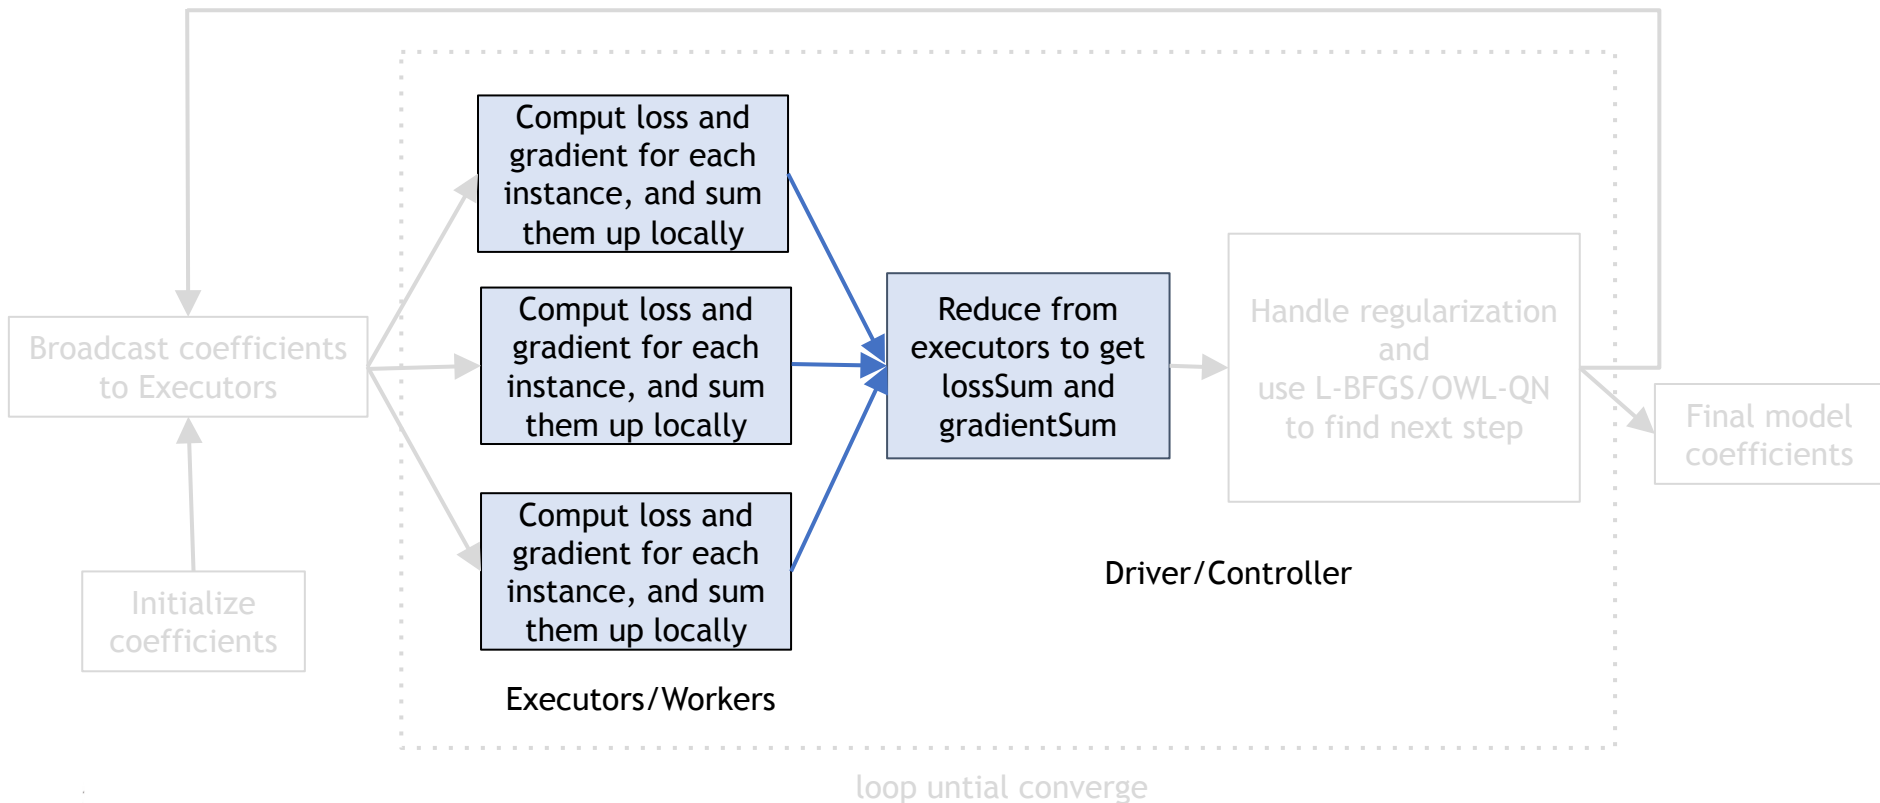 Comput loss and
gradient for each
instance, and sum
them up locally
Comput loss and
gradient for each
instance, and sum
them up locally
Comput loss and
gradient for each
instance, and sum
them up locally
Executors/Workers
Broadcast coefficients
to Executors
Initialize
coefficients
Reduce from
executors to get
lossSum and
gradientSum
Handle regularization
and
use L-BFGS/OWL-QN
to find next step
Driver/Controller
Final model
coefficients
loop untial converge